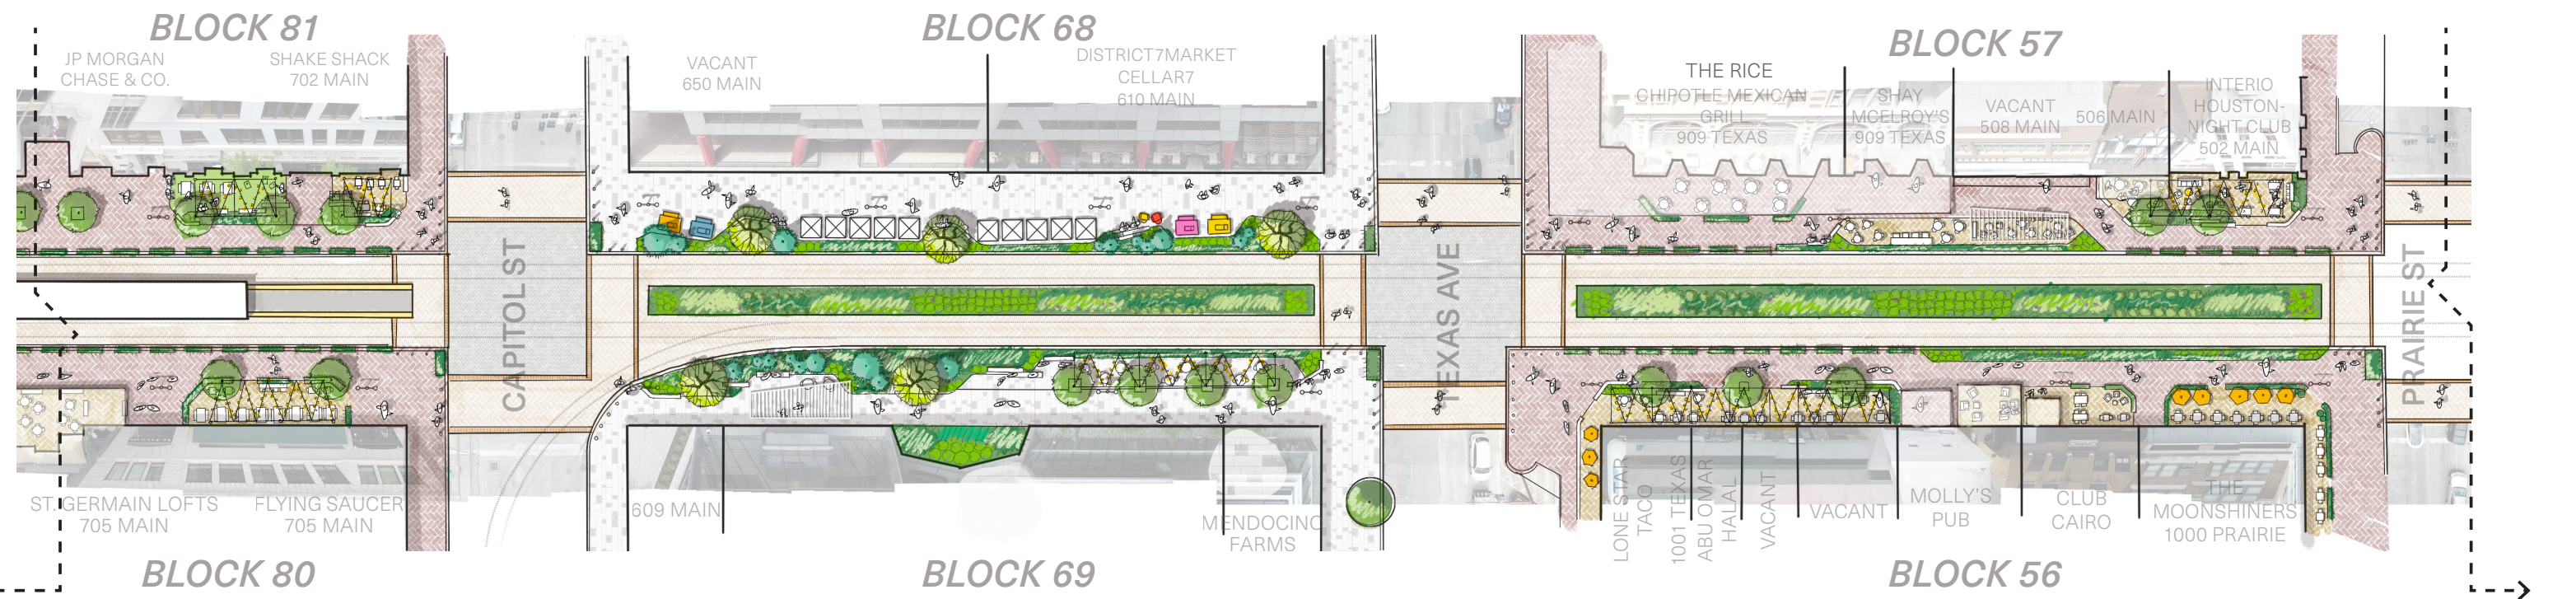 BLOCK 81
BLOCK 68
BLOCK 57
JP MORGAN
CHASE & CO.
SHAKE SHACK
702 MAIN
VACANT
650 MAIN
DISTRICT7MARKET
CELLAR7
610 MAIN
THE RICE
CHIPOTLE MEXICAN
GRILL
909 TEXAS
SHAY
MCELROY'S
909 TEXAS
VACANT
508 MAIN
506 MAIN
INTERIO
HOUSTON-
NIGHT CLUB
502 MAIN
CAPITOL ST
TEXAS AVE
PRAIRIE ST
ST. GERMAIN LOFTS
705 MAIN
FLYING SAUCER
705 MAIN
609 MAIN
MENDOCINO
FARMS
LONE STAR
TACO
1001 TEXAS
ABU OMAR
HALAL
VACANT
VACANT
MOLLY'S
PUB
CLUB
CAIRO
THE
MOONSHINERS
1000 PRAIRIE
BLOCK 80
BLOCK 69
BLOCK 56